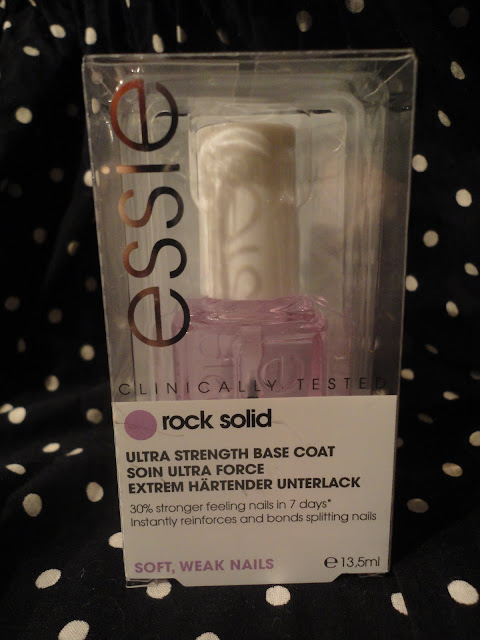 essie
CLINICALLY TESTED
rock solid
ULTRA STRENGTH BASE COAT
SOIN ULTRA FORCE
EXTREM HÄRTENDER UNTERLACK
30% stronger feeling nails in 7 days*
Instantly reinforces and bonds splitting nails
SOFT, WEAK NAILS
℮13,5ml